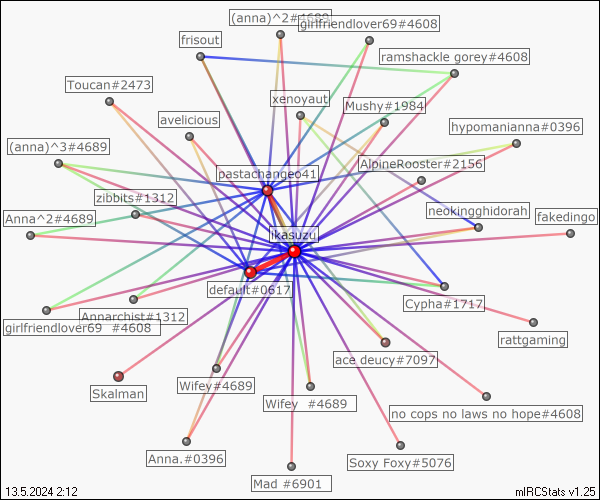 (anna)^2#4689
girlfriendlover69#4608
frisout
ramshackle gorey#4608
Toucan#2473
xenoyaut
Mushy#1984
avelicious
hypomanianna#0396
(anna)^3#4689
AlpineRooster#2156
pastachangeo41
zibbits#1312
neokingghidorah
Anna^2#4689
fakedingo
ikasuzu
default#0617
Cypha#1717
Annarchist#1312
girlfriendlover69 #4608
rattgaming
ace deucy#7097
Skalman
Wifey#4689
Wifey #4689
no cops no laws no hope#4608
Anna.#0396
Soxy Foxy#5076
Mad #6901
13.5.2024 2:12
mIRCStats v1.25